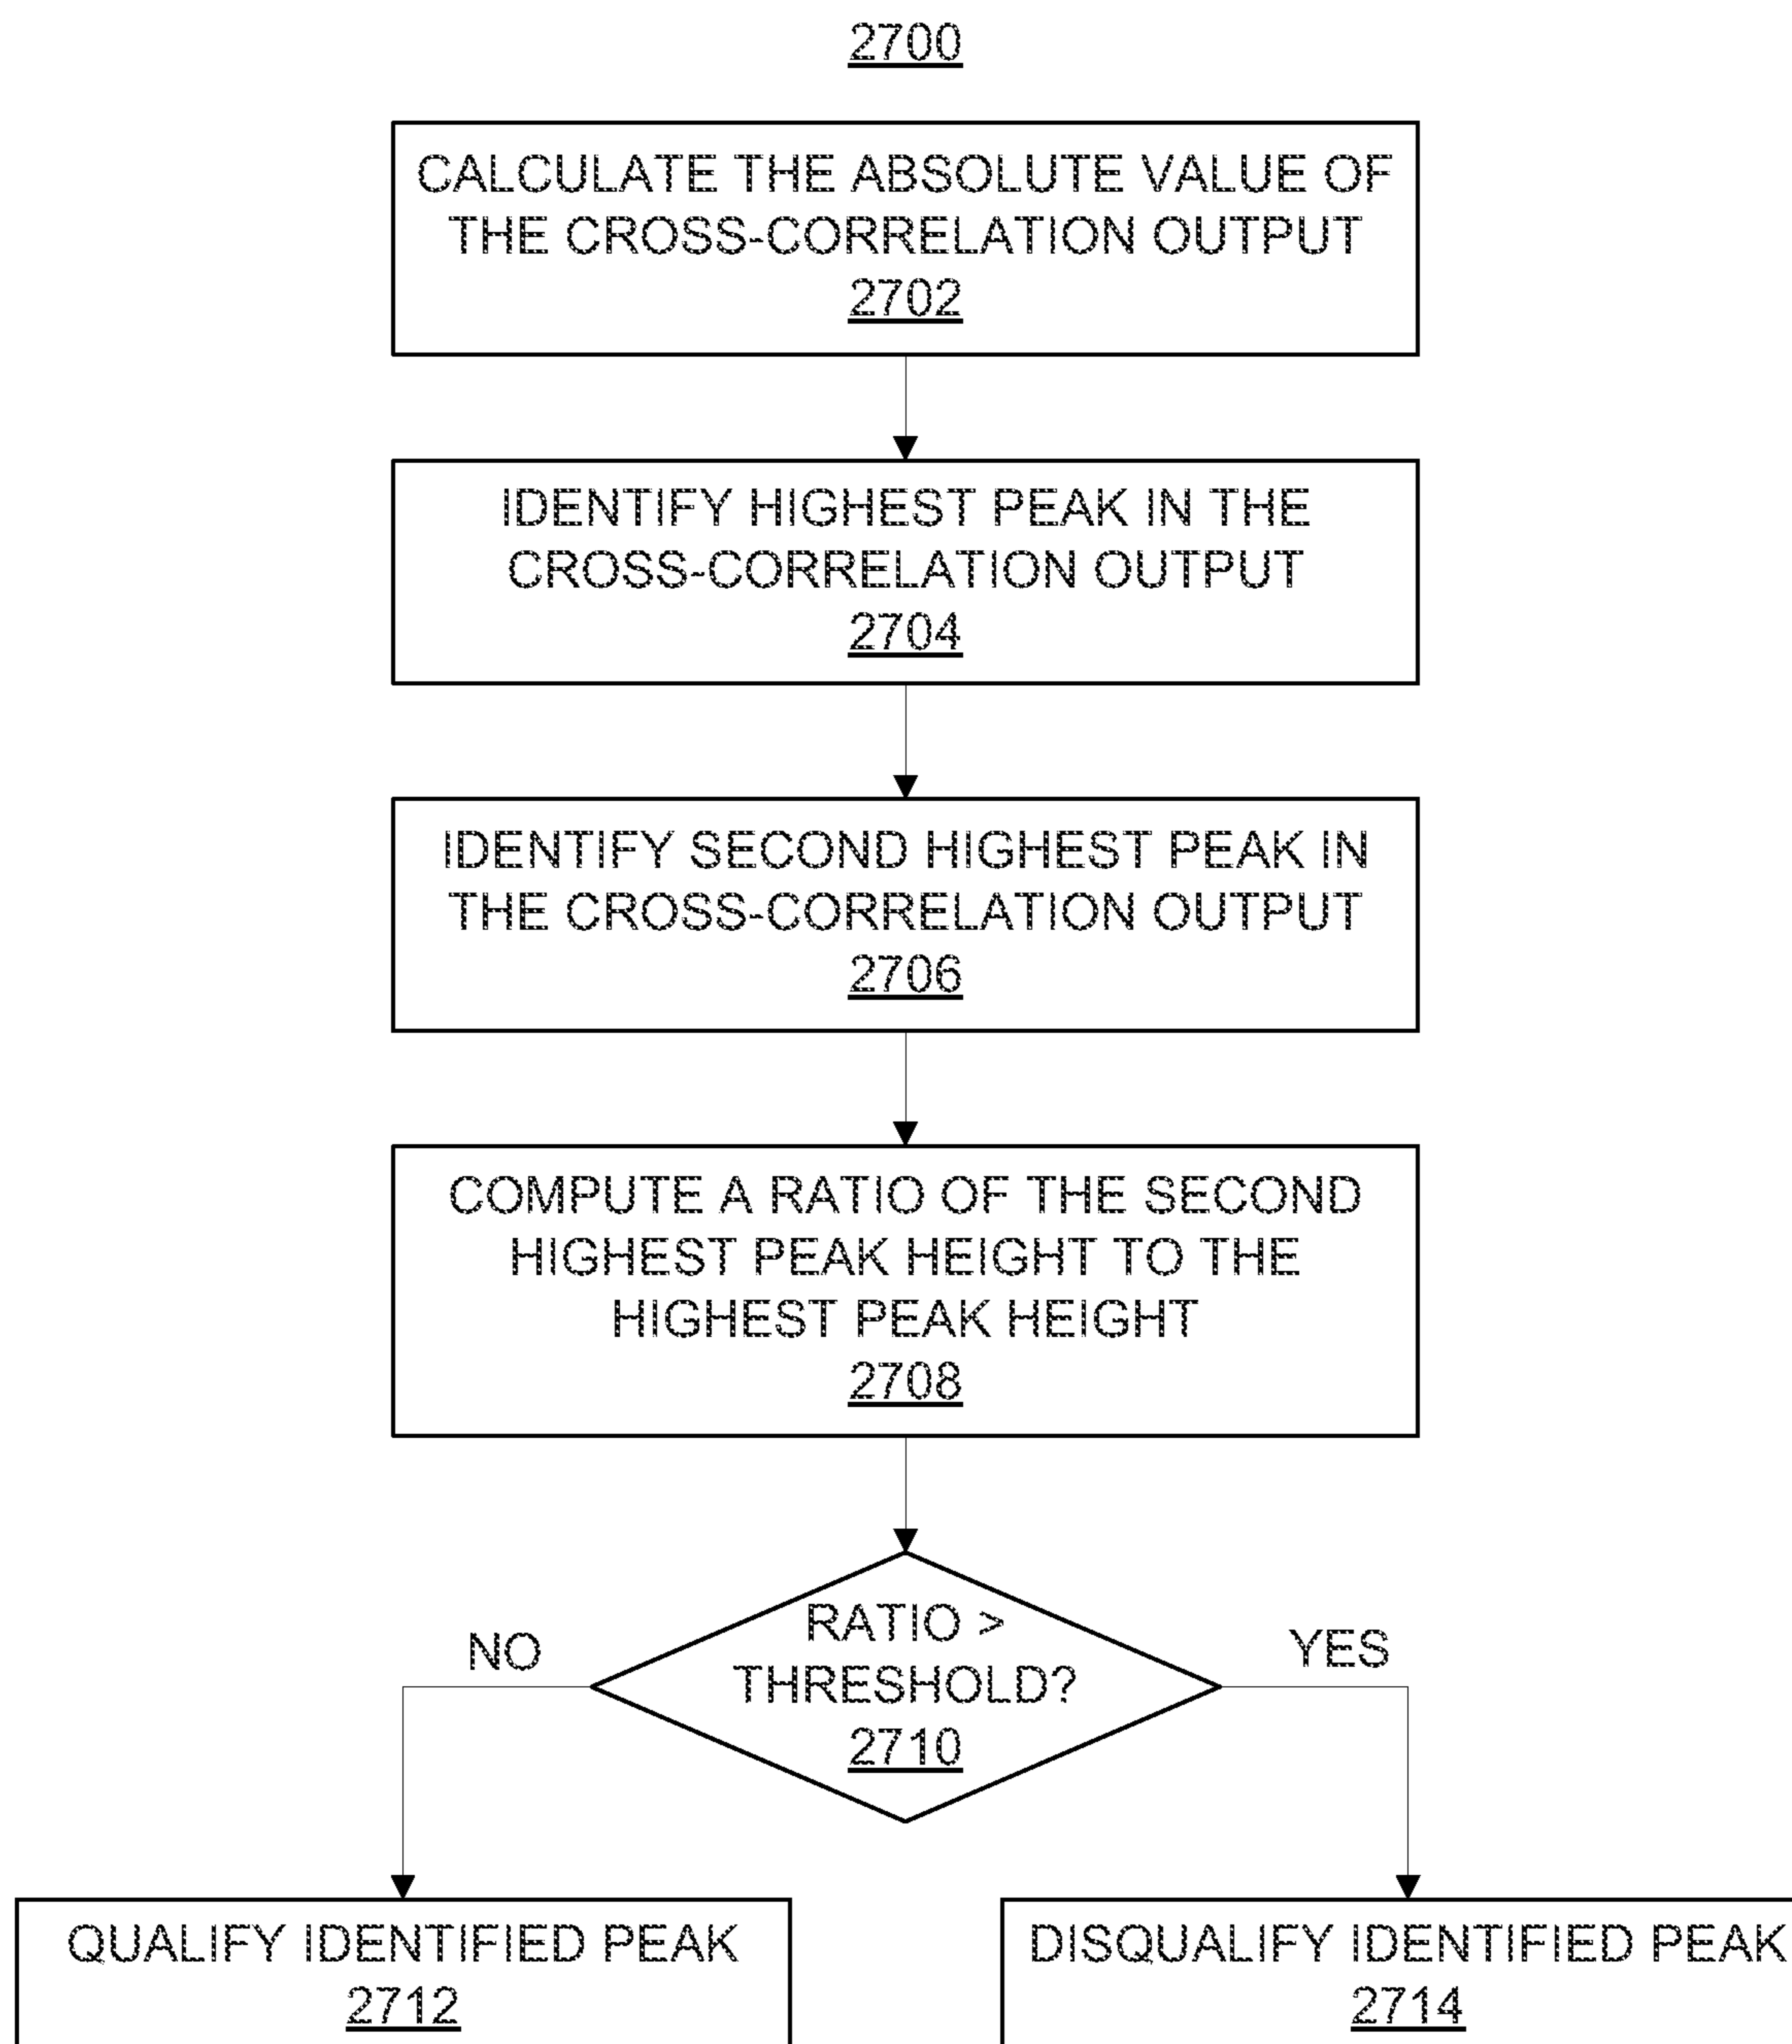 2700
CALCULATE THE ABSOLUTE VALUE OF
THE CROSS-CORRELATION OUTPUT
2702
IDENTIFY HIGHEST PEAK IN THE
CROSS-CORRELATION OUTPUT
2704
IDENTIFY SECOND HIGHEST PEAK IN
THE CROSS-CORRELATION OUTPUT
2706
COMPUTE A RATIO OF THE SECOND
HIGHEST PEAK HEIGHT TO THE
HIGHEST PEAK HEIGHT
2708
RATIO >
THRESHOLD?
2710
NO
YES
QUALIFY IDENTIFIED PEAK
2712
DISQUALIFY IDENTIFIED PEAK
2714